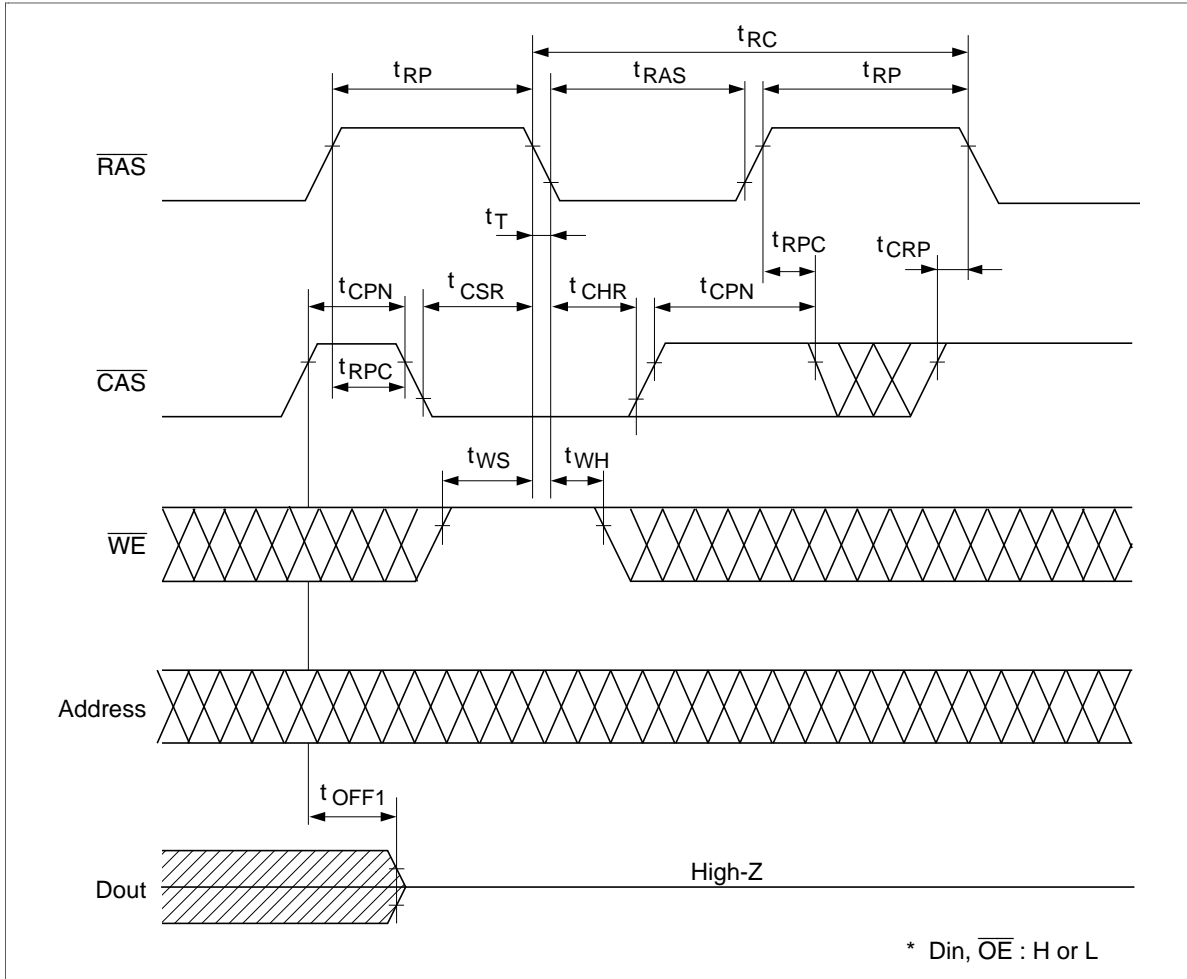 tRC
tRP tRAS tRP
RAS
tT
tRPC tCRP
tCPN tCSR tCHR tCPN
tRPC
CAS
tWS tWH
WE
Address
tOFF1
High-Z
Dout
* Din, OE : H or L